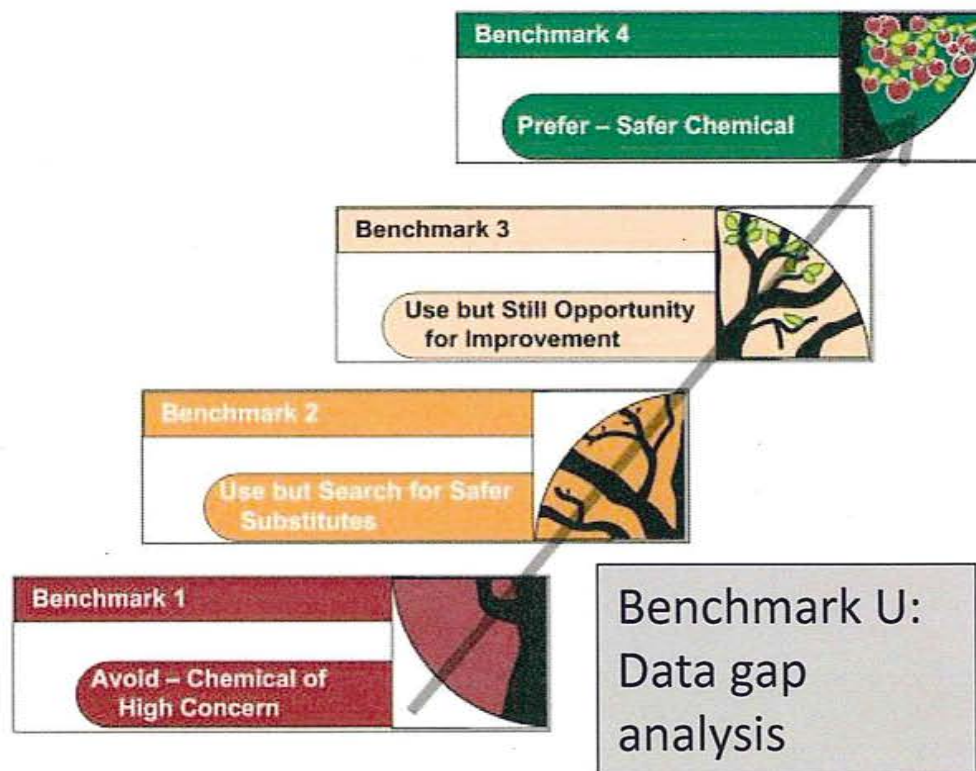 Benchmark 4
Prefer – Safer Chemical
Benchmark 3
Use but Still Opportunity
for Improvement
Benchmark 2
Use but Search for Safer
Substitutes
Benchmark 1
Avoid – Chemical of
High Concern
Benchmark U:
Data gap
analysis